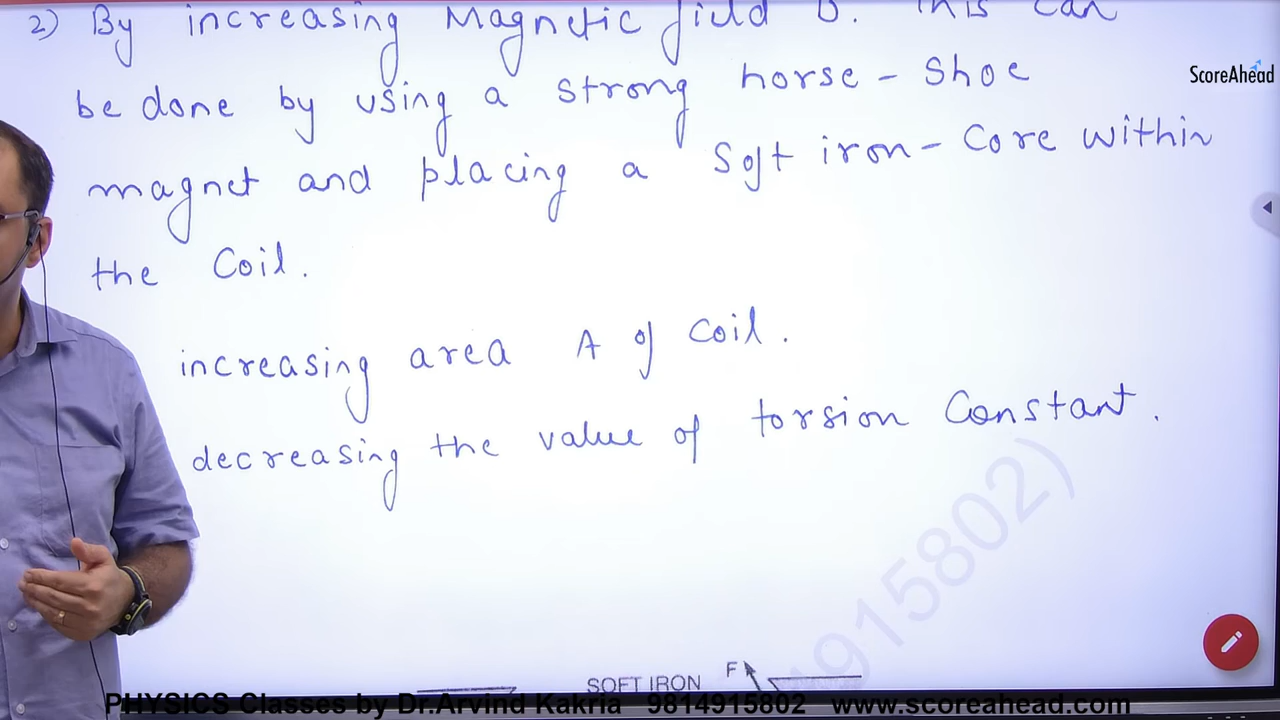 2) By increasing Magnetic field B. This can
be done by using a strong horse - Shoe
magnet and placing a Soft iron - Core within
the Coil.
increasing area A of Coil.
decreasing the value of torsion Constant.
ScoreAhead
4915802)
SOFT IRON F
PHYSICS Classes by Dr.Arvind Kakria 9814915802 www.scoreahead.com